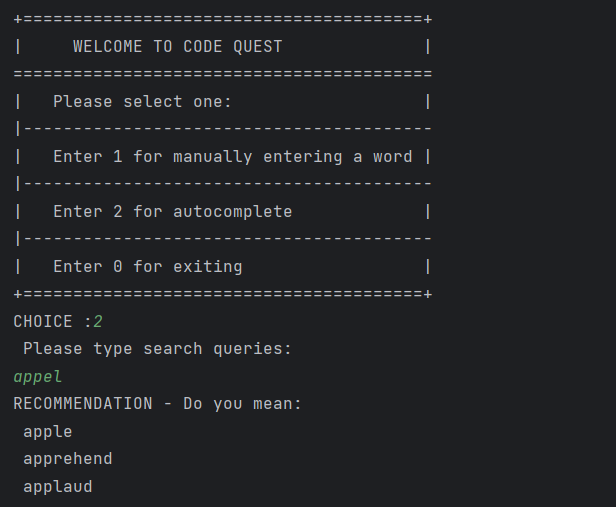 +========================================+
|     WELCOME TO CODE QUEST              |
==========================================
|   Please select one:                   |
|-----------------------------------------
|   Enter 1 for manually entering a word |
|-----------------------------------------
|   Enter 2 for autocomplete             |
|-----------------------------------------
|   Enter 0 for exiting                  |
+========================================+
CHOICE :2
 Please type search queries:
appel
RECOMMENDATION - Do you mean:
 apple
 apprehend
 applaud